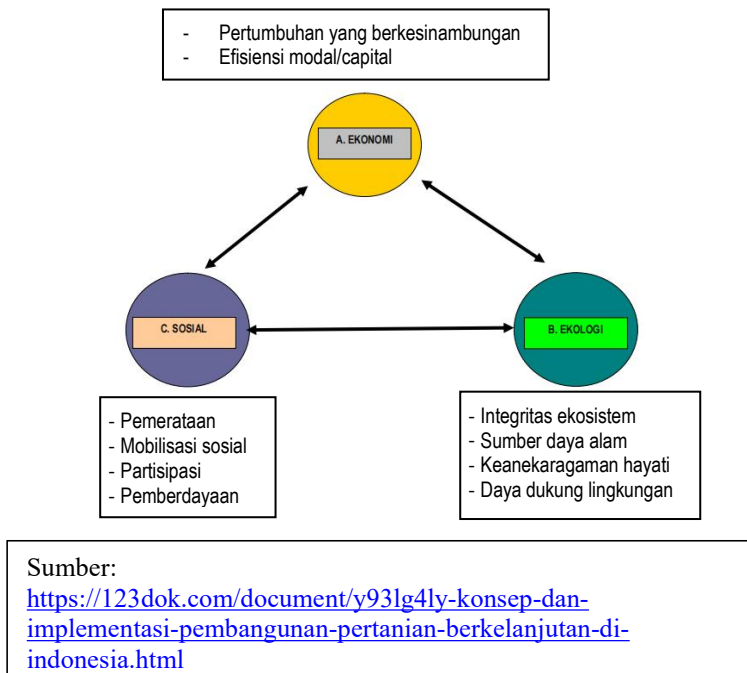 - Pertumbuhan yang berkesinambungan
- Efisiensi modal/capital
A. EKONOMI
C. SOSIAL
B. EKOLOGI
- Pemerataan
- Mobilisasi sosial
- Partisipasi
- Pemberdayaan
- Integritas ekosistem
- Sumber daya alam
- Keanekaragaman hayati
- Daya dukung lingkungan
Sumber:
https://123dok.com/document/y93lg4ly-konsep-dan-
implementasi-pembangunan-pertanian-berkelanjutan-di-
indonesia.html